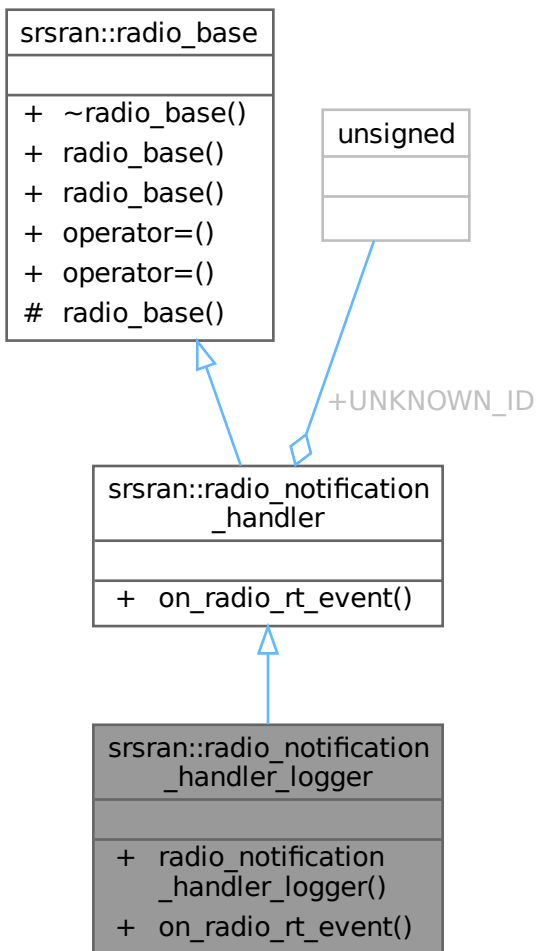 srsran::radio_base
+ ~radio_base()
+ radio_base()
+ radio_base()
+ operator=()
+ operator=()
# radio_base()
unsigned
+UNKNOWN_ID
srsran::radio_notification
_handler
+ on_radio_rt_event()
srsran::radio_notification
_handler_logger
+ radio_notification
_handler_logger()
+ on_radio_rt_event()